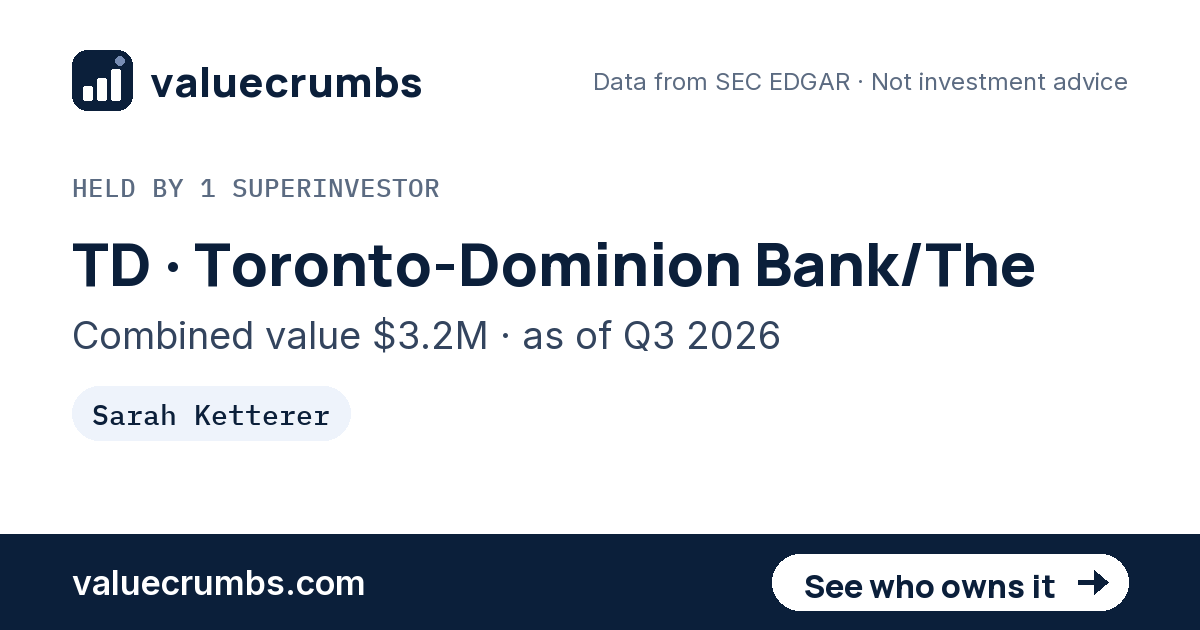 valuecrumbs
Data from SEC EDGAR · Not investment advice
HELD BY 1 SUPERINVESTOR
TD · Toronto-Dominion Bank/The
Combined value $3.2M · as of Q3 2026
Sarah Ketterer
valuecrumbs.com
See who owns it →